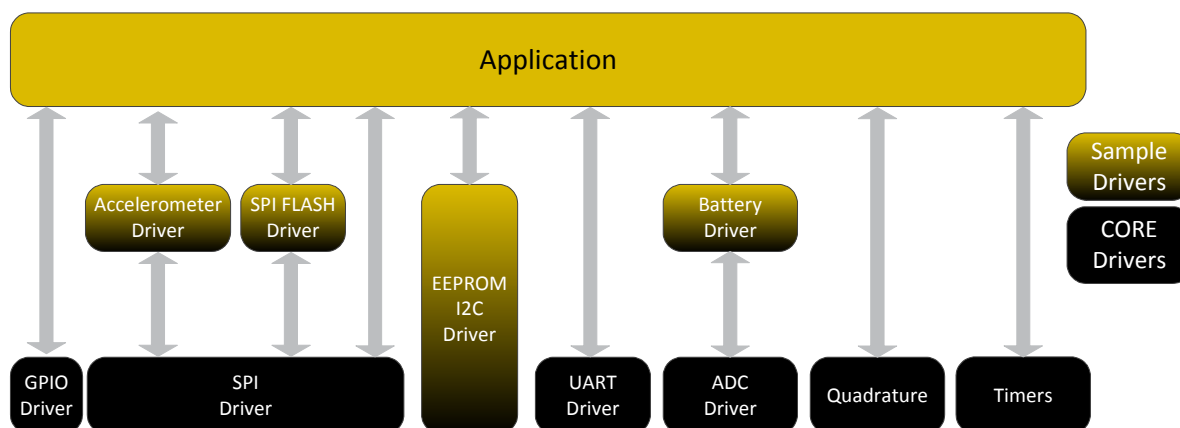 Application
Sample
Drivers
CORE
Drivers
Accelerometer
Driver
SPI FLASH
Driver
Battery
Driver
EEPROM
I2C
Driver
GPIO
Driver
SPI
Driver
UART
Driver
ADC
Driver
Quadrature
Timers